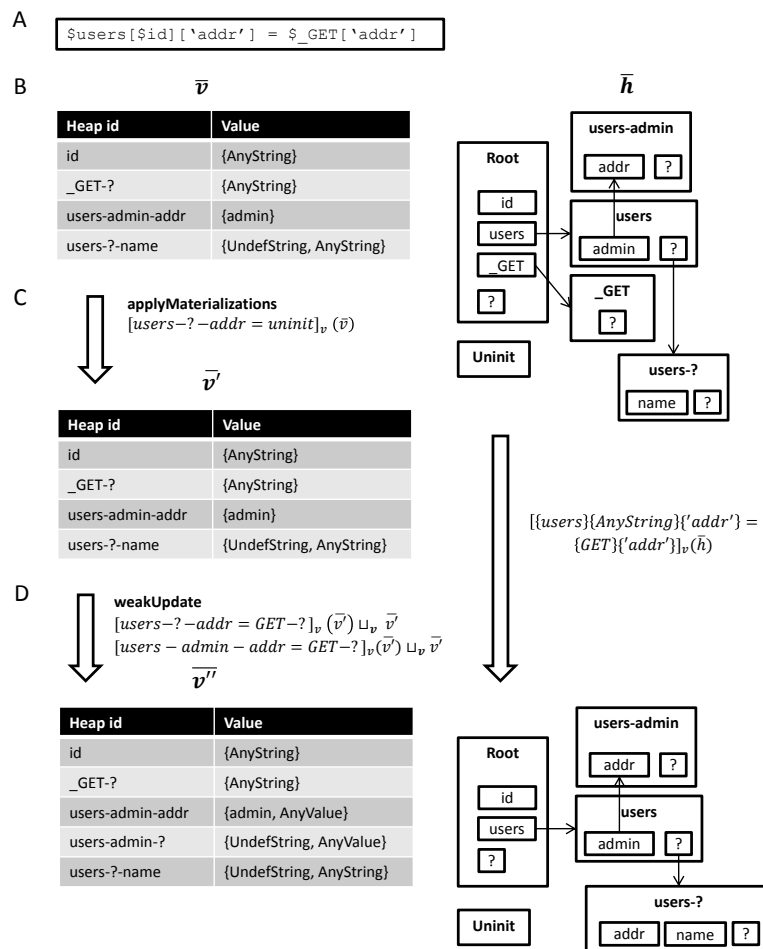 A
$users[$id]['addr'] = $_GET['addr']
B
v̅
h̅
Heap id Value
id {AnyString}
_GET-? {AnyString}
users-admin-addr {admin}
users-?-name {UndefString, AnyString}
users-admin
addr ?
Root
id
users
_GET
?
users
admin ?
_GET
?
Uninit
users-?
name ?
C
applyMaterializations
[users−?−addr = uninit]ᵥ (v̅)
v̅′
Heap id Value
id {AnyString}
_GET-? {AnyString}
users-admin-addr {admin}
users-?-name {UndefString, AnyString}
[{users}{AnyString}{'addr'} =
{GET}{'addr'}]ᵥ(h̅)
D
weakUpdate
[users−?−addr = GET−?]ᵥ (v̅′) ⊔ᵥ v̅′
[users − admin − addr = GET−?]ᵥ(v̅′) ⊔ᵥ v̅′
v̅′′
Heap id Value
id {AnyString}
_GET-? {AnyString}
users-admin-addr {admin, AnyValue}
users-admin-? {UndefString, AnyValue}
users-?-name {UndefString, AnyString}
users-admin
addr ?
Root
id
users
?
users
admin ?
Uninit
users-?
addr name ?